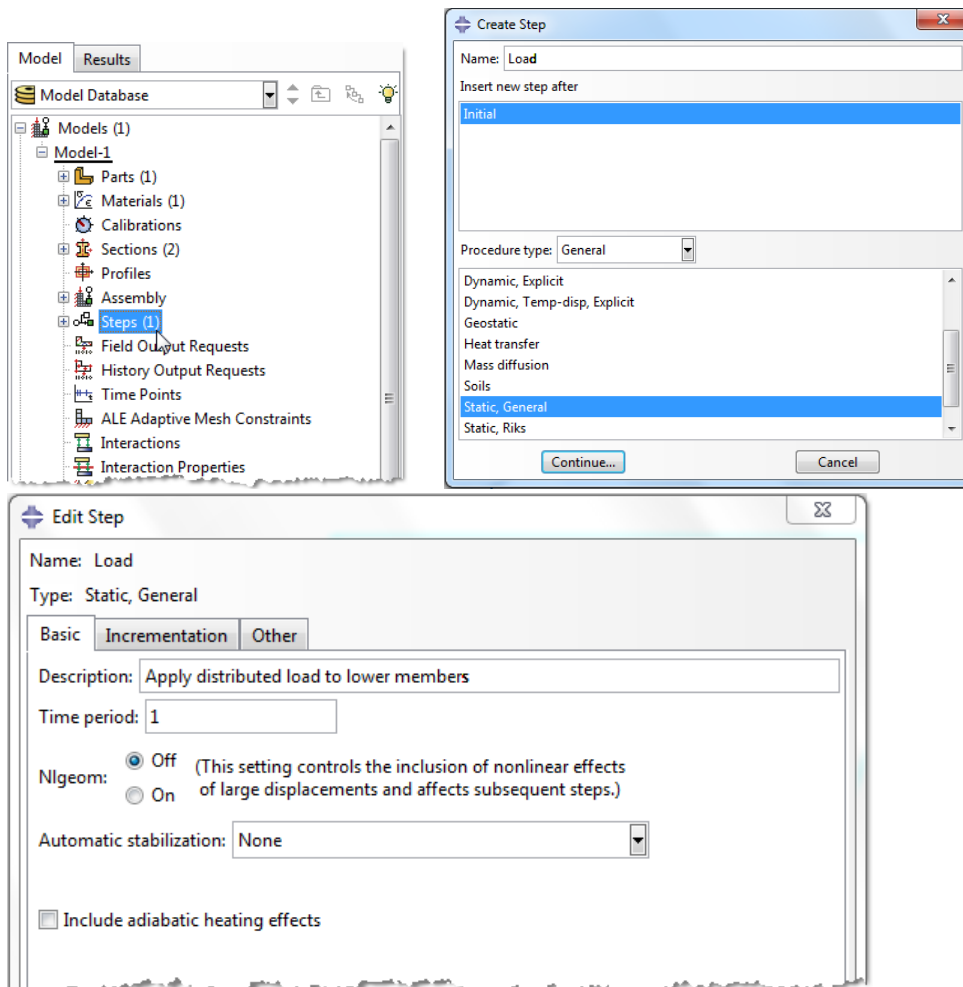 Model Results
Model Database
Models (1)
Model-1
Parts (1)
Materials (1)
Calibrations
Sections (2)
Profiles
Assembly
Steps (1)
Field Output Requests
History Output Requests
Time Points
ALE Adaptive Mesh Constraints
Interactions
Interaction Properties
Create Step
Name: Load
Insert new step after
Initial
Procedure type: General
Dynamic, Explicit
Dynamic, Temp-disp, Explicit
Geostatic
Heat transfer
Mass diffusion
Soils
Static, General
Static, Riks
Continue... Cancel
Edit Step
Name: Load
Type: Static, General
Basic Incrementation Other
Description: Apply distributed load to lower members
Time period: 1
Nlgeom: Off (This setting controls the inclusion of nonlinear effects
On of large displacements and affects subsequent steps.)
Automatic stabilization: None
Include adiabatic heating effects